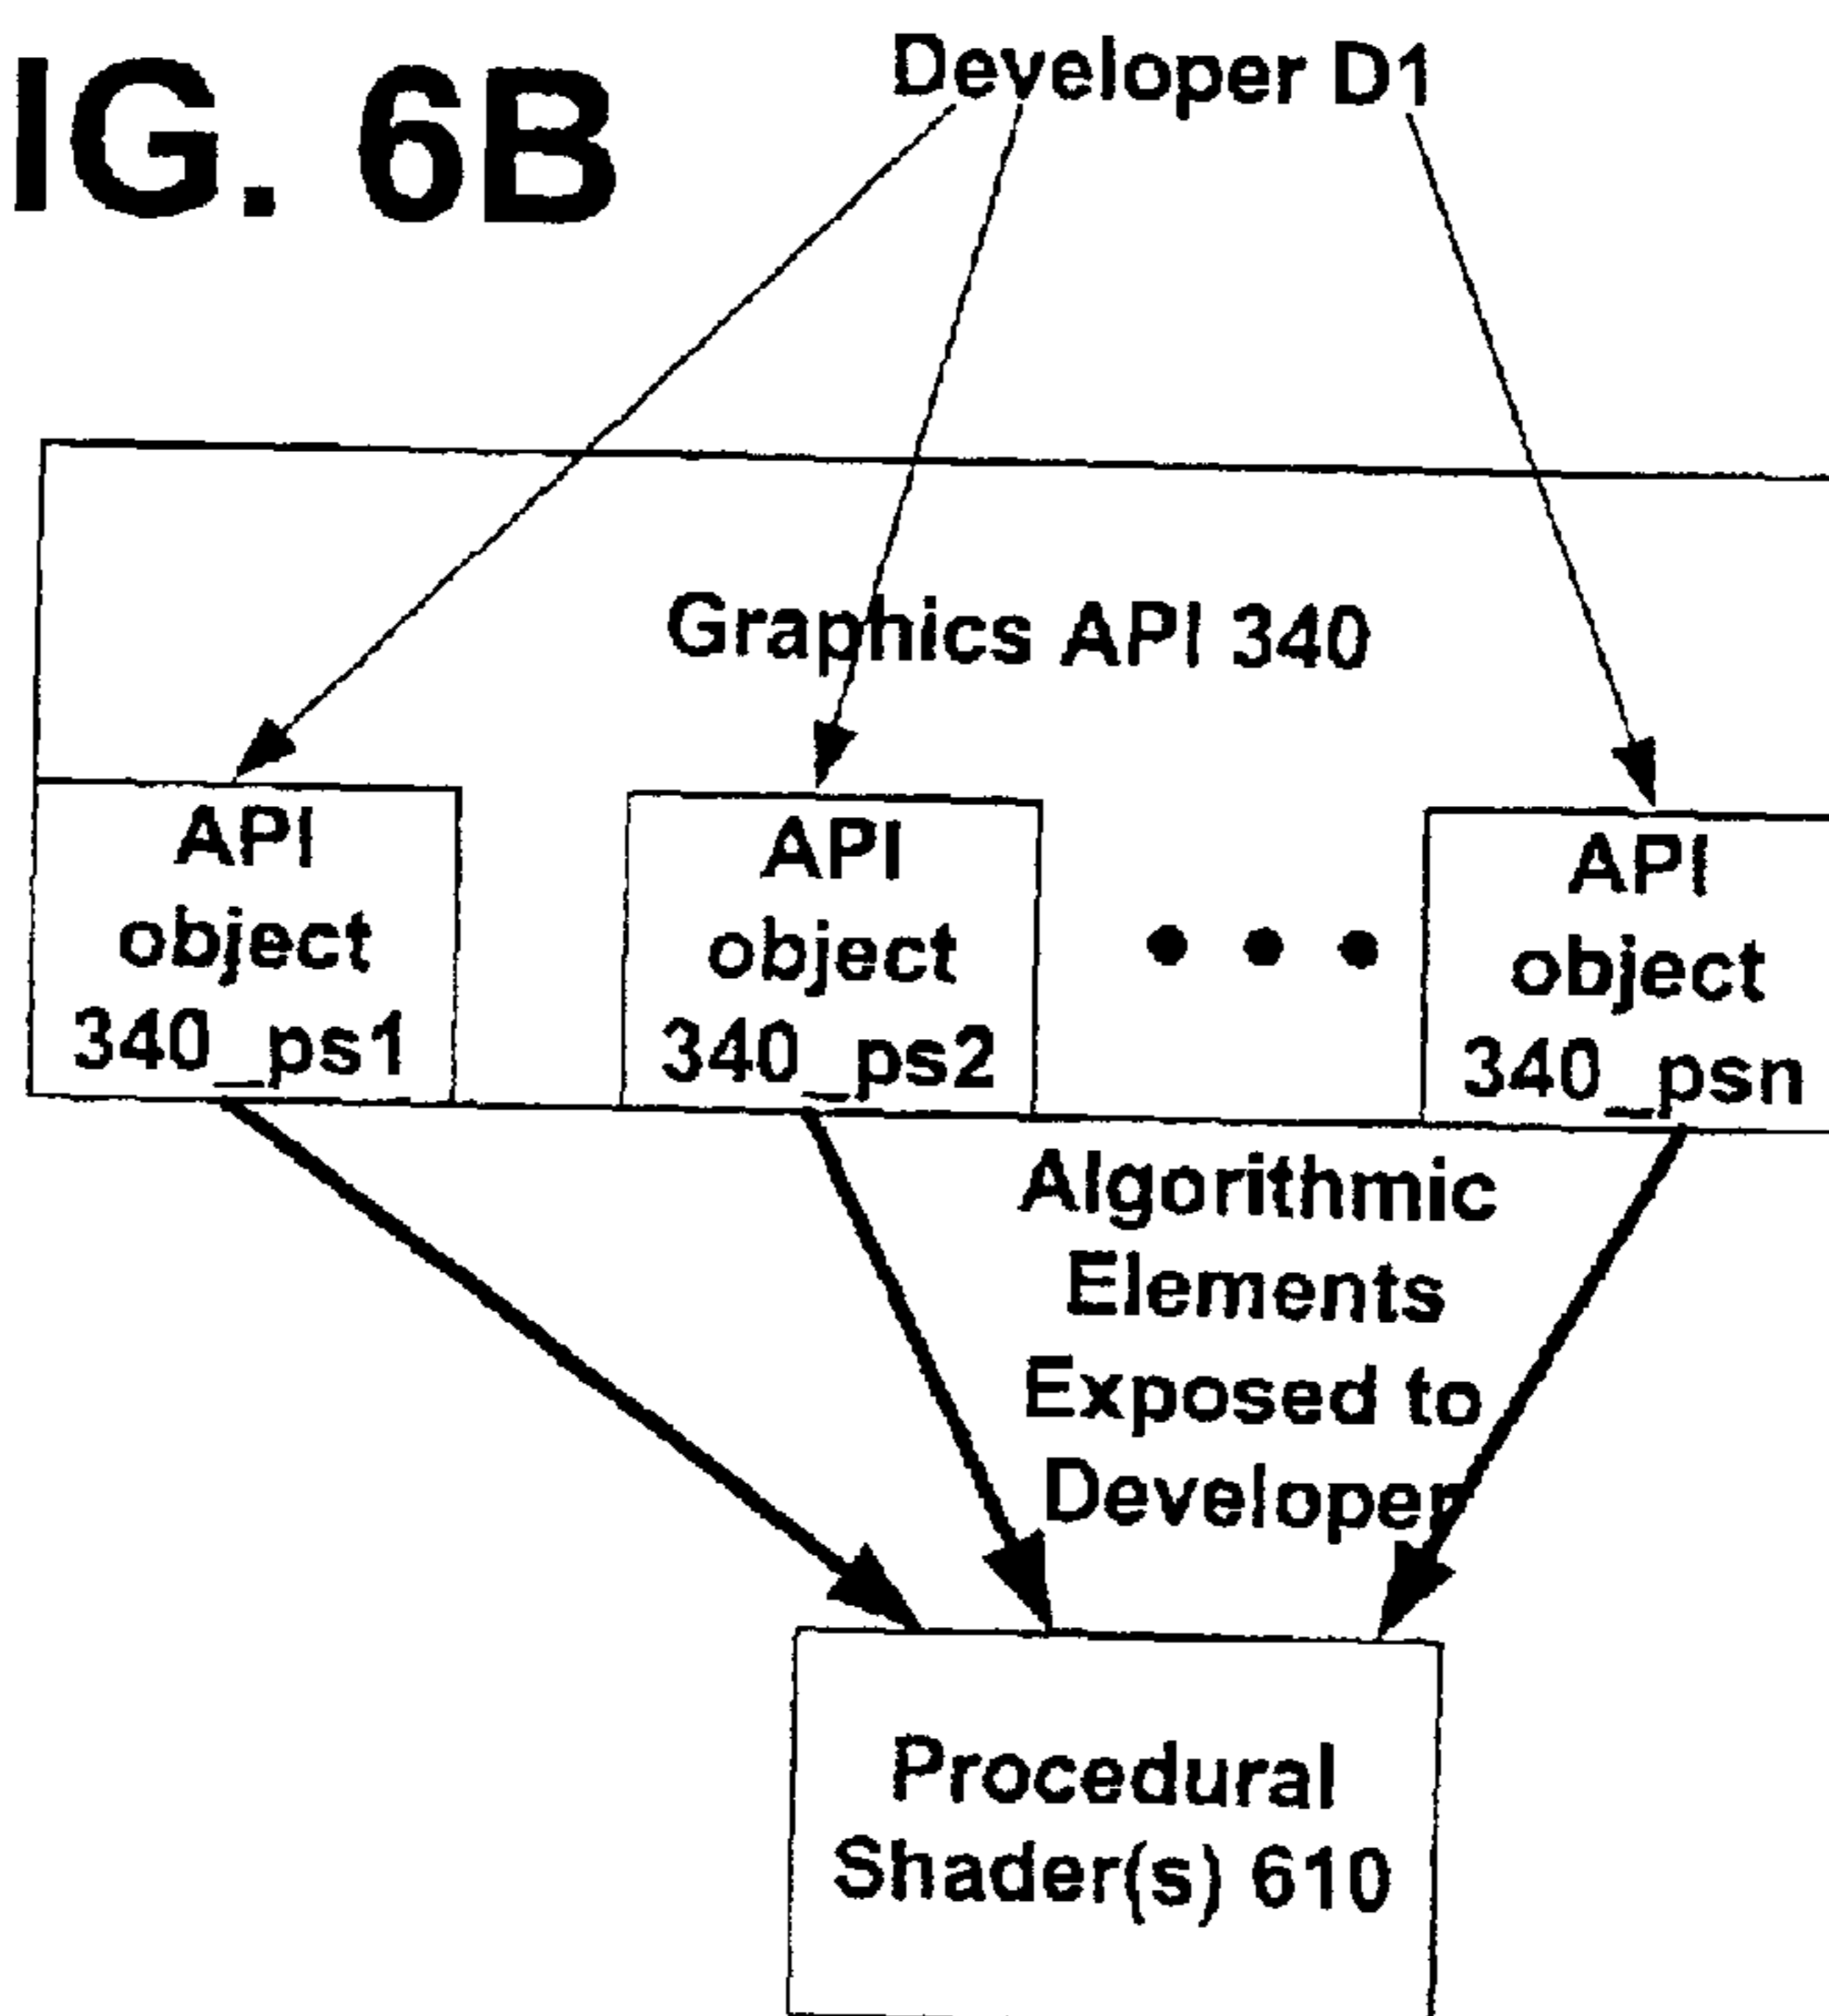 IG. 6B
Developer D1
Graphics API 340
API
object
340_ps1
API
object
340_ps2
API
object
340_psn
Algorithmic
Elements
Exposed to
Developer
Procedural
Shader(s) 610